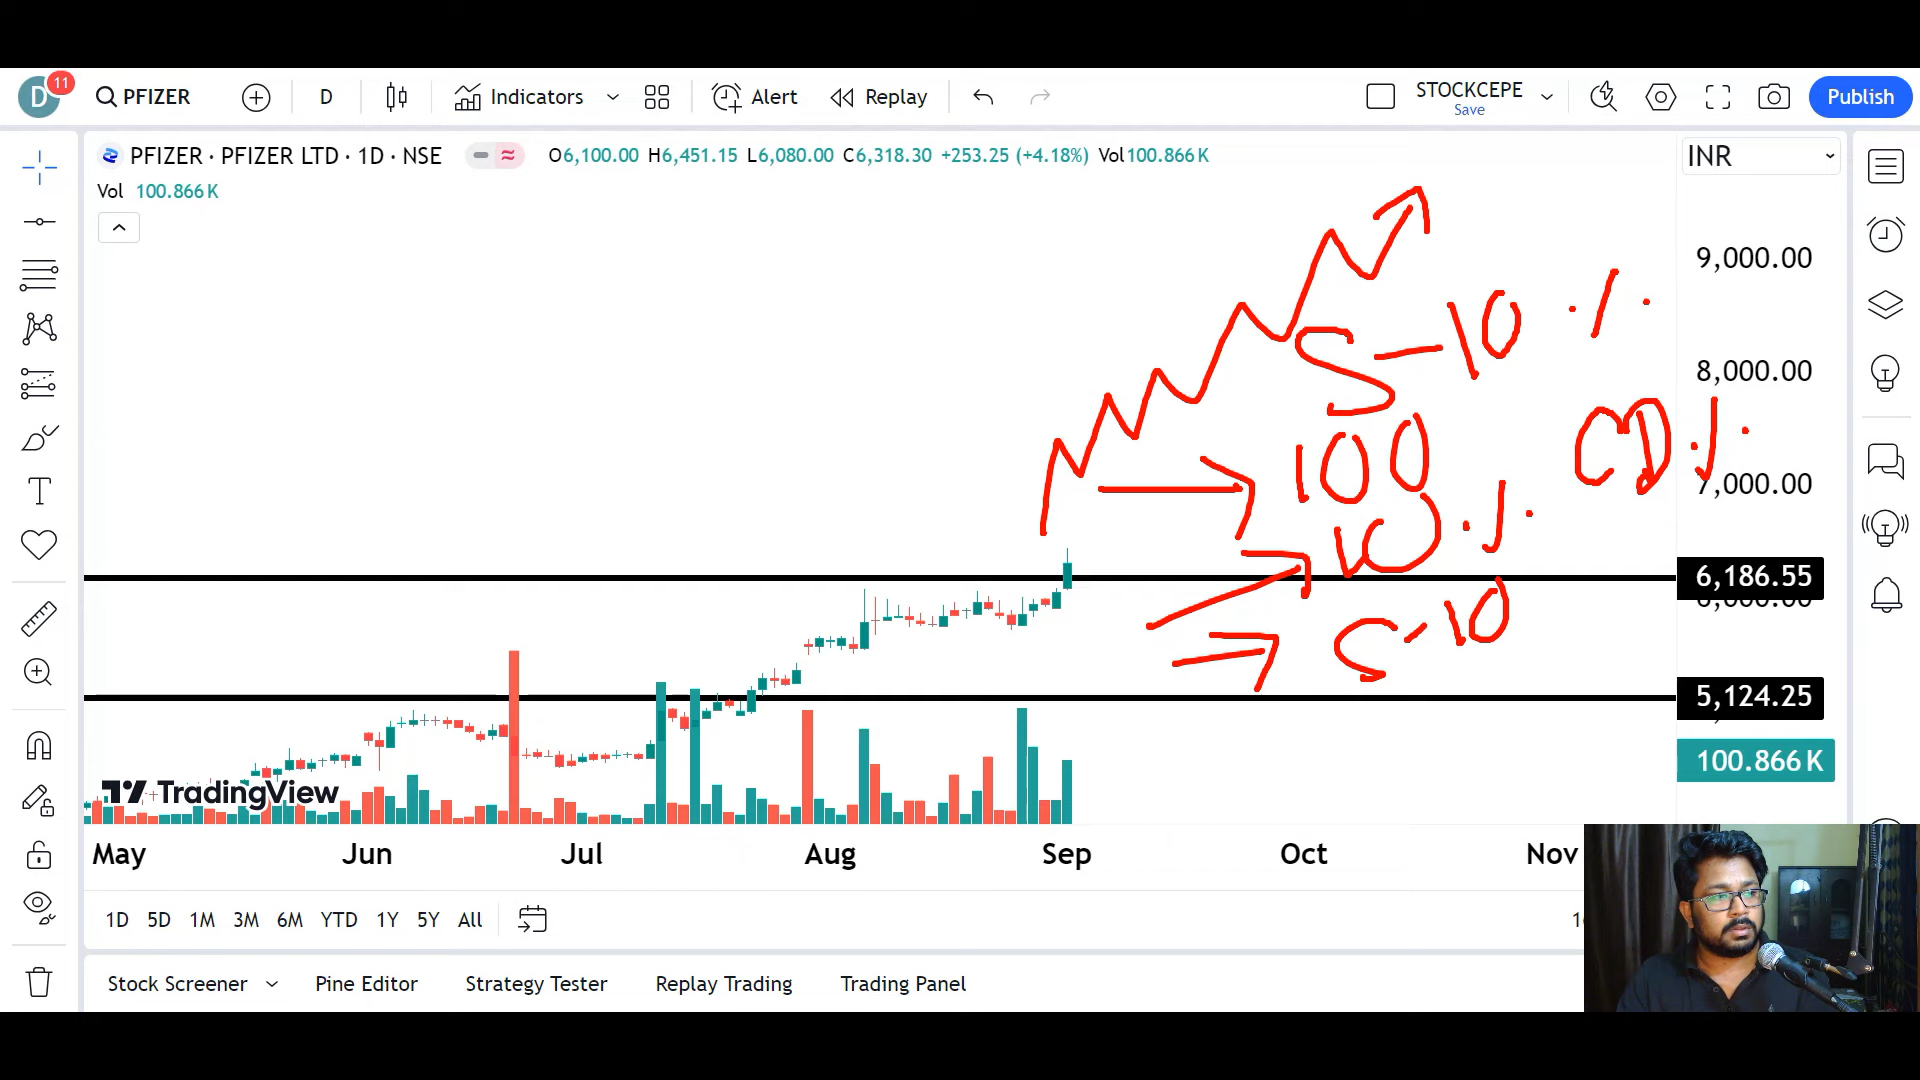 D 11 PFIZER D Indicators Alert Replay STOCKCEPE Save Publish
PFIZER · PFIZER LTD · 1D · NSE O6,100.00 H6,451.15 L6,080.00 C6,318.30 +253.25 (+4.18%) Vol100.866 K INR
Vol 100.866 K
9,000.00
S-10 ./.
8,000.00
100 CD ./.
7,000.00
10 ./.
6,186.55
S-10
5,124.25
100.866 K
TradingView
May Jun Jul Aug Sep Oct Nov
1D 5D 1M 3M 6M YTD 1Y 5Y All
Stock Screener Pine Editor Strategy Tester Replay Trading Trading Panel